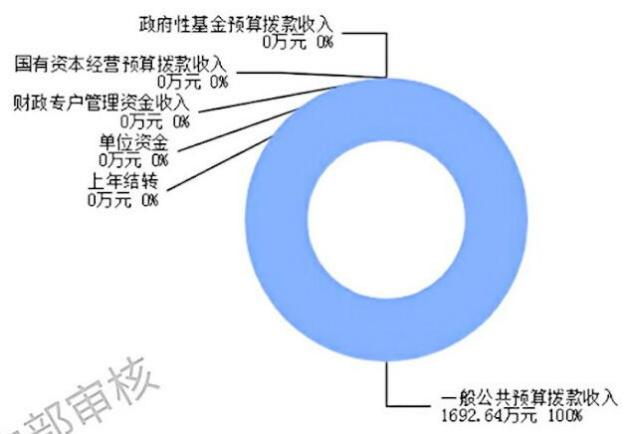 政府性基金预算拨款收入
0万元 0%
国有资本经营预算拨款收入
0万元 0%
财政专户管理资金收入
0万元 0%
单位资金
0万元 0%
上年结转
0万元 0%
一般公共预算拨款收入
1692.64万元 100%
部审核